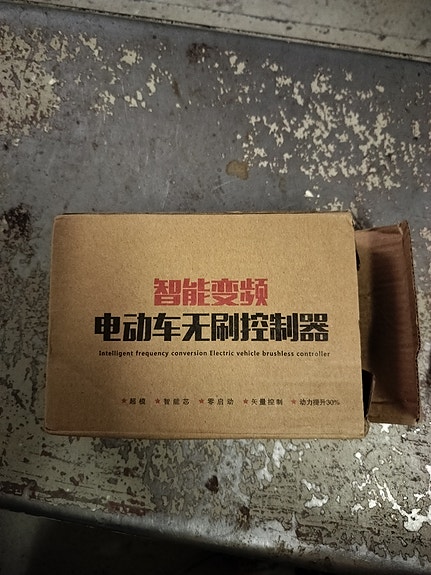 智能变频
电动车无刷控制器
Intelligent frequency conversion Electric vehicle brushless controller
★超模 ★智能芯 ★零启动 ★矢量控制 ★动力提升30%